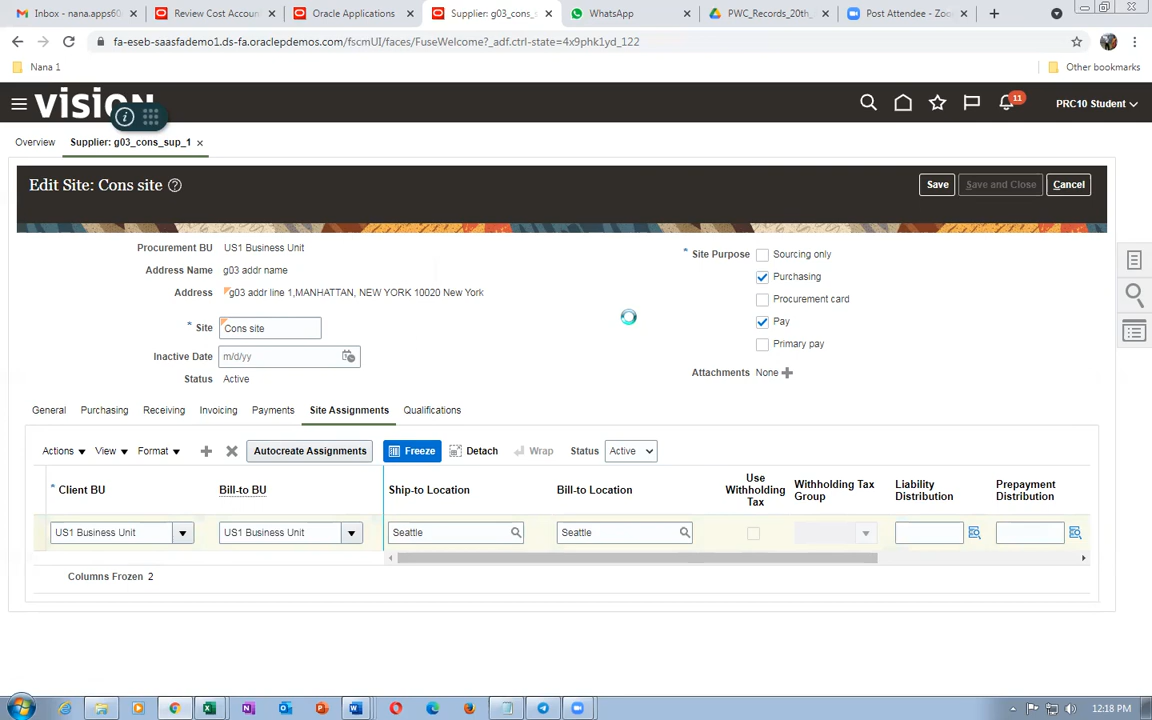 Inbox - nana.apps60
Review Cost Accoun
Oracle Applications
Supplier: g03_cons_s
WhatsApp
PWC_Records_20th_
Post Attendee - Zoo
fa-eseb-saasfademo1.ds-fa.oraclepdemos.com/fscmUI/faces/FuseWelcome?_adf.ctrl-state=4x9phk1yd_122
Nana 1
Other bookmarks
vision
11
PRC10 Student
Overview
Supplier: g03_cons_sup_1
Edit Site: Cons site
Save
Save and Close
Cancel
Procurement BU US1 Business Unit
Address Name g03 addr name
Address g03 addr line 1,MANHATTAN, NEW YORK 10020 New York
* Site Cons site
Inactive Date m/d/yy
Status Active
* Site Purpose Sourcing only
Purchasing
Procurement card
Pay
Primary pay
Attachments None
General Purchasing Receiving Invoicing Payments Site Assignments Qualifications
Actions View Format Autocreate Assignments Freeze Detach Wrap Status Active
* Client BU Bill-to BU Ship-to Location Bill-to Location Use Withholding Tax Withholding Tax Group Liability Distribution Prepayment Distribution
US1 Business Unit US1 Business Unit Seattle Seattle
Columns Frozen 2
12:18 PM